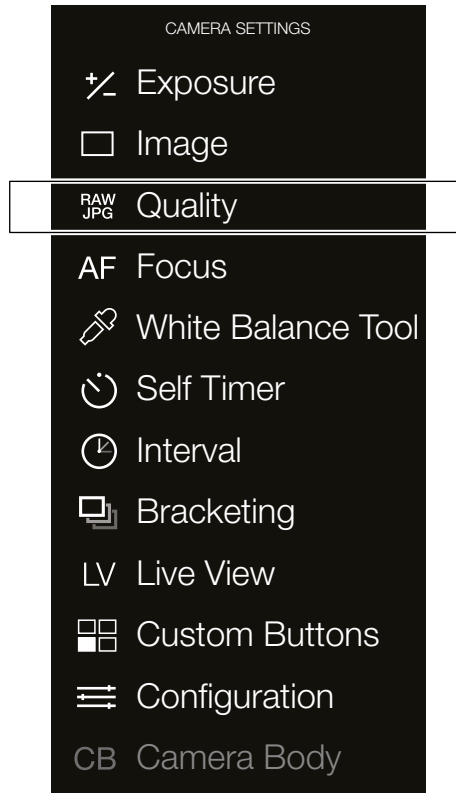 CAMERA SETTINGS
Exposure
Image
RAW JPG Quality
AF Focus
White Balance Tool
Self Timer
Interval
Bracketing
LV Live View
Custom Buttons
Configuration
CB Camera Body